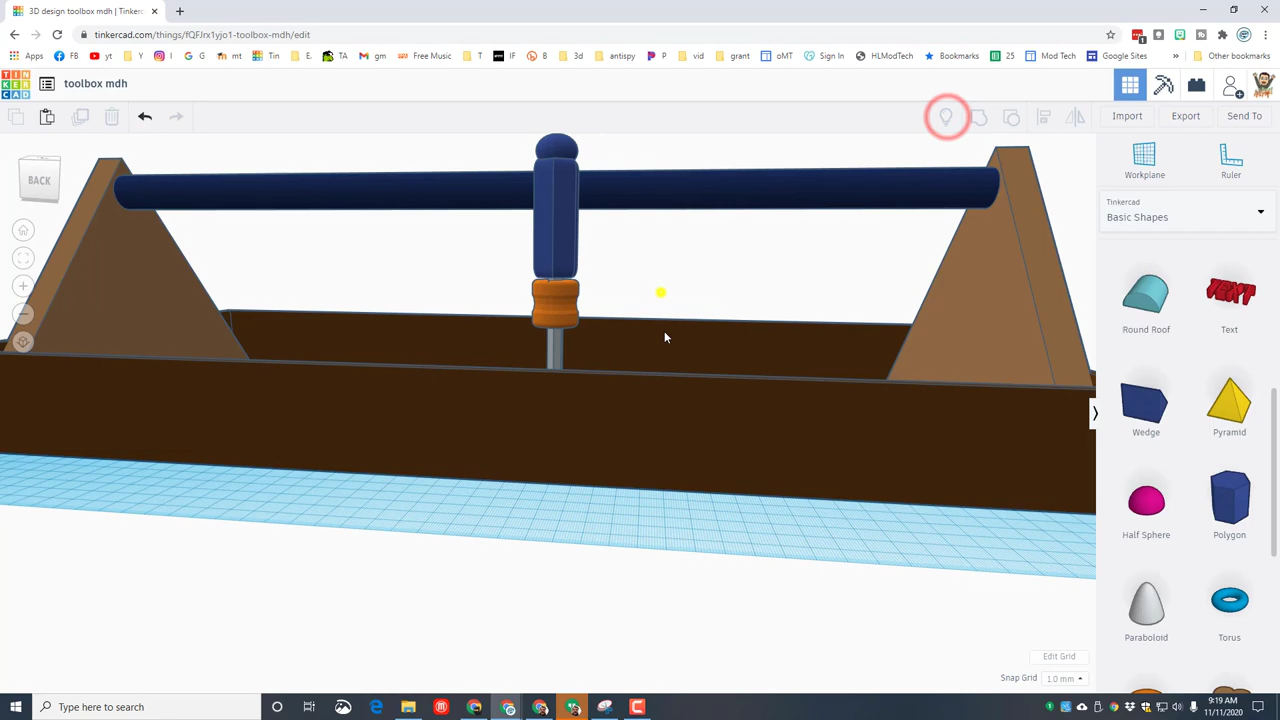 3D design toolbox mdh | Tinkerc
tinkercad.com/things/fQFJrx1yjo1-toolbox-mdh/edit
Apps FB yt Y I G mt Tin E. TA gm Free Music T IF B 3d antispy P vid grant oMT Sign In HLModTech Bookmarks 25 Mod Tech Google Sites » Other bookmarks
TIN
KER
CAD
toolbox mdh
Import Export Send To
BACK
Workplane Ruler
Tinkercad
Basic Shapes
TEXT
Round Roof Text
Wedge Pyramid
Half Sphere Polygon
Paraboloid Torus
Edit Grid
Snap Grid 1.0 mm
Type here to search
9:19 AM
11/11/2020